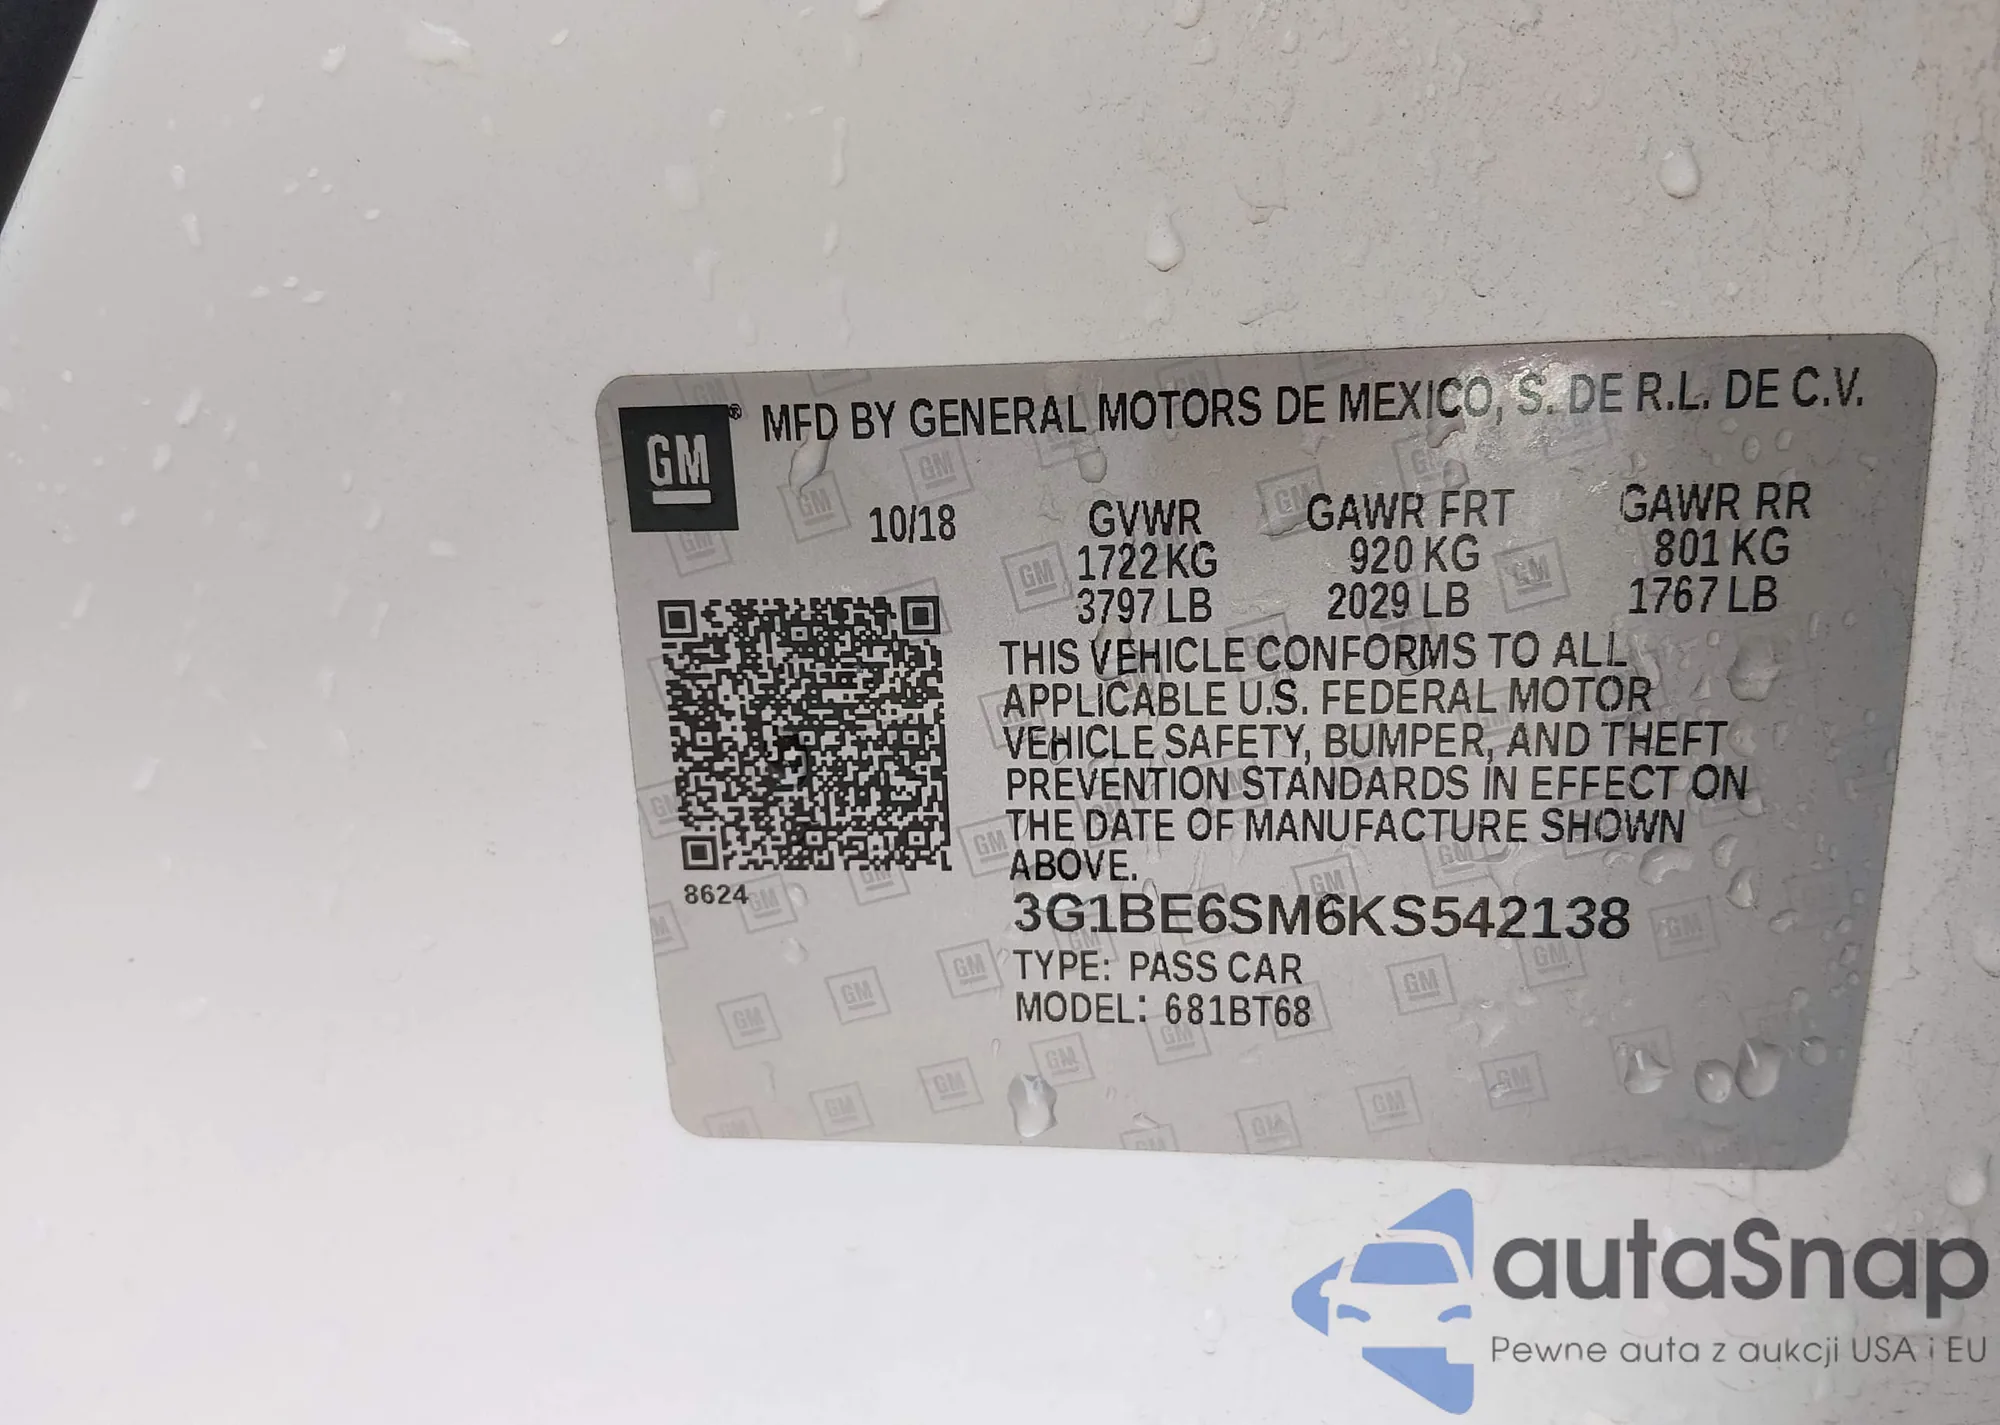 GM
® MFD BY GENERAL MOTORS DE MEXICO, S. DE R.L. DE C.V.
10/18 GVWR GAWR FRT GAWR RR
1722 KG 920 KG 801 KG
3797 LB 2029 LB 1767 LB
THIS VEHICLE CONFORMS TO ALL
APPLICABLE U.S. FEDERAL MOTOR
VEHICLE SAFETY, BUMPER, AND THEFT
PREVENTION STANDARDS IN EFFECT ON
THE DATE OF MANUFACTURE SHOWN
ABOVE.
8624
3G1BE6SM6KS542138
TYPE: PASS CAR
MODEL: 681BT68
autaSnap
Pewne auta z aukcji USA i EU